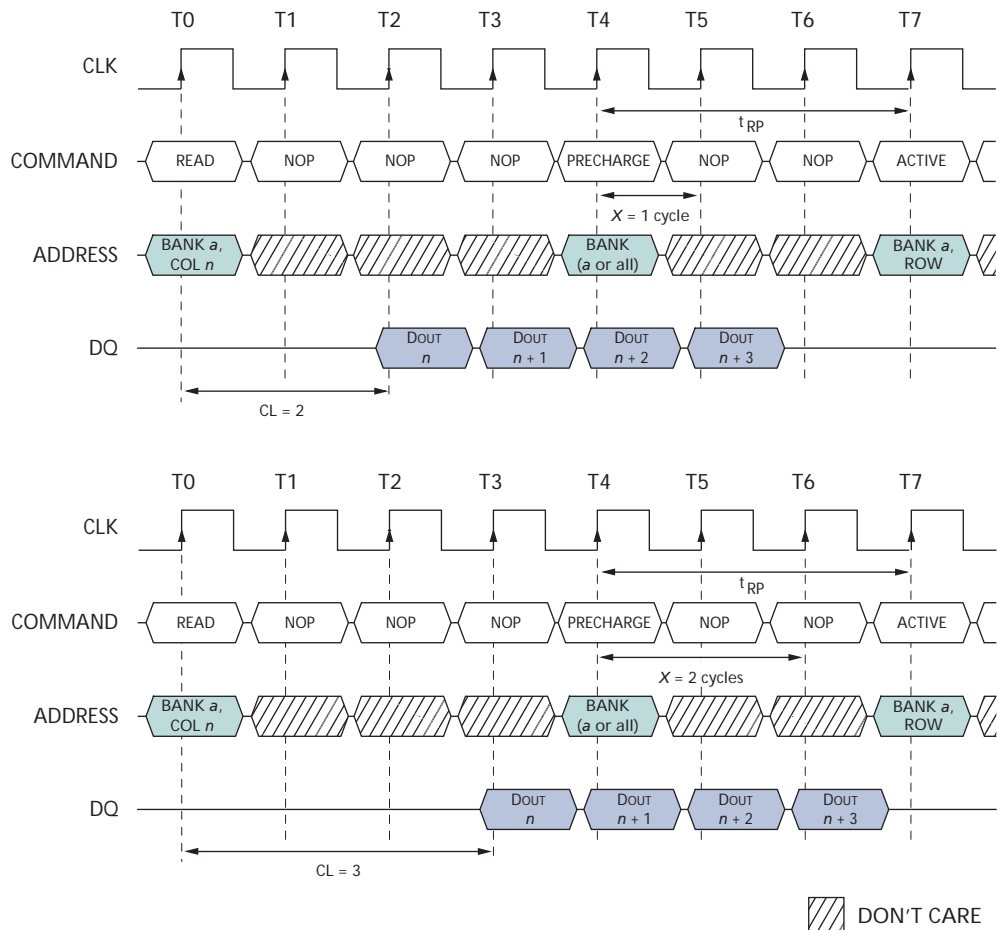 T0 T1 T2 T3 T4 T5 T6 T7
CLK
tRP
COMMAND READ NOP NOP NOP PRECHARGE NOP NOP ACTIVE
X = 1 cycle
ADDRESS BANK a, BANK BANK a,
COL n (a or all) ROW
DQ DOUT DOUT DOUT DOUT
n n + 1 n + 2 n + 3
CL = 2
T0 T1 T2 T3 T4 T5 T6 T7
CLK
tRP
COMMAND READ NOP NOP NOP PRECHARGE NOP NOP ACTIVE
X = 2 cycles
ADDRESS BANK a, BANK BANK a,
COL n (a or all) ROW
DQ DOUT DOUT DOUT DOUT
n n + 1 n + 2 n + 3
CL = 3
DON'T CARE